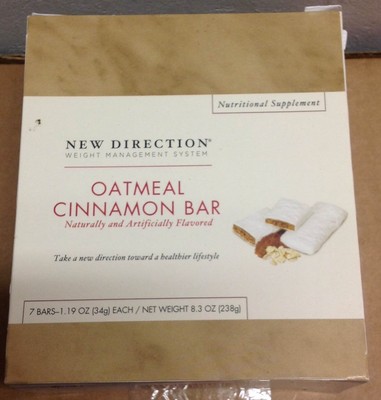 Nutritional Supplement
NEW DIRECTION®
WEIGHT MANAGEMENT SYSTEM
OATMEAL
CINNAMON BAR
Naturally and Artificially Flavored
Take a new direction toward a healthier lifestyle
7 BARS–1.19 OZ (34g) EACH / NET WEIGHT 8.3 OZ (238g)